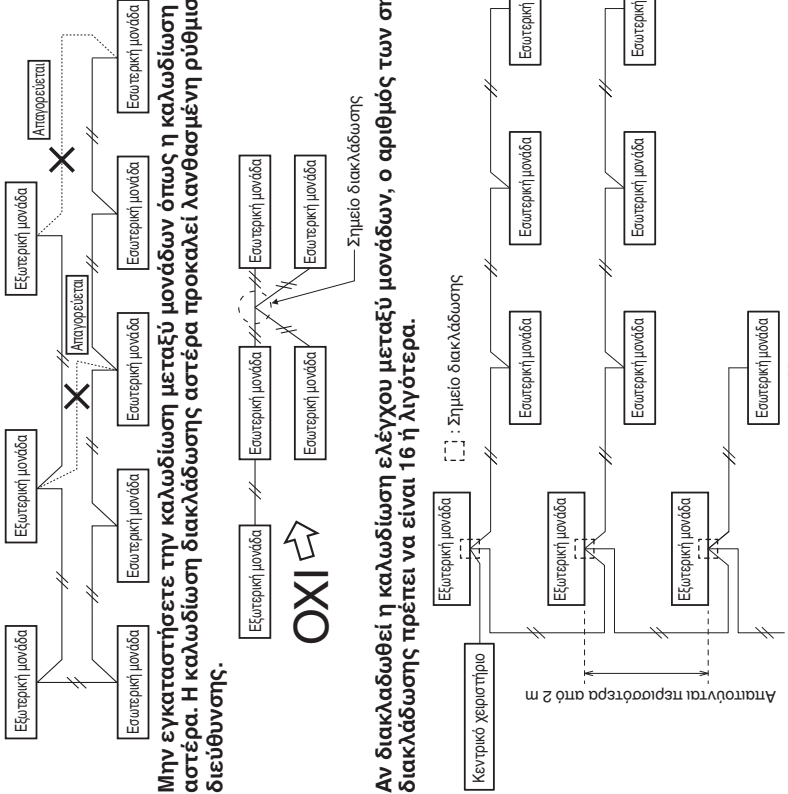 Εξωτερική μονάδα
Εξωτερική μονάδα
Εξωτερική μονάδα
Απαγορεύεται
Απαγορεύεται
Εσωτερική μονάδα
Εσωτερική μονάδα
Εσωτερική μονάδα
Εσωτερική μονάδα
Εσωτερική μονάδα
Μην εγκαταστήσετε την καλωδίωση μεταξύ μονάδων όπως η καλωδίωση
αστέρα. Η καλωδίωση διακλάδωσης αστέρα προκαλεί λανθασμένη ρύθμισ
διεύθυνσης.
Εξωτερική μονάδα
Εσωτερική μονάδα
Εσωτερική μονάδα
Εσωτερική μονάδα
Εσωτερική μονάδα
ΟΧΙ
Σημείο διακλάδωσης
Αν διακλαδωθεί η καλωδίωση ελέγχου μεταξύ μονάδων, ο αριθμός των ση
διακλάδωσης πρέπει να είναι 16 ή λιγότερα.
: Σημείο διακλάδωσης
Κεντρικό χειριστήριο
Εξωτερική μονάδα
Εσωτερική μονάδα
Εσωτερική μονάδα
Εσωτερική μονάδα
Εξωτερική μονάδα
Εσωτερική μονάδα
Εσωτερική μονάδα
Εσωτερική μονάδα
Εξωτερική μονάδα
Εσωτερική μονάδα
Απαιτούνται περισσότερα από 2 m